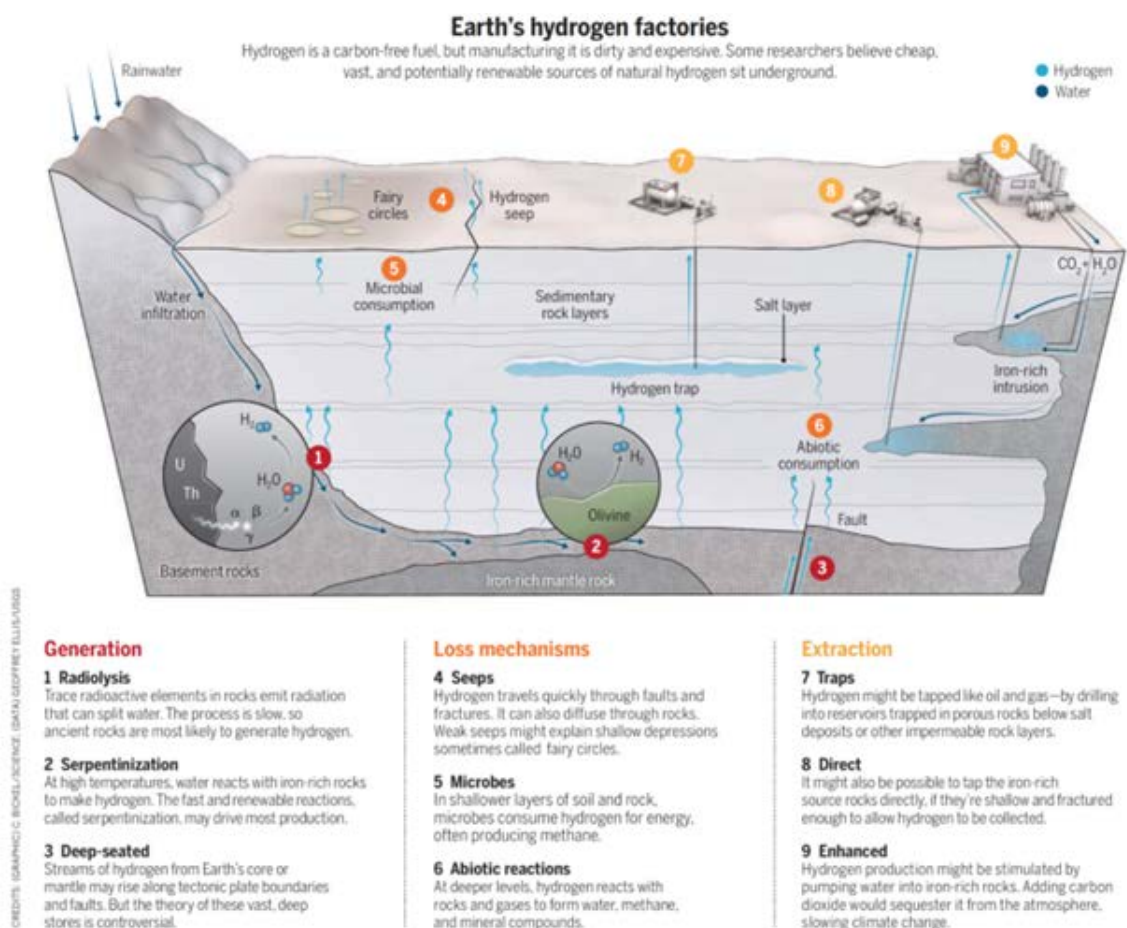 Earth's hydrogen factories
Hydrogen is a carbon-free fuel, but manufacturing it is dirty and expensive. Some researchers believe cheap,
vast, and potentially renewable sources of natural hydrogen sit underground.
Rainwater
Hydrogen
Water
9
7
8
Fairy
circles
4
Hydrogen
seep
5
Microbial
consumption
CO₂ + H₂O
Water
infiltration
Sedimentary
rock layers
Salt layer
Hydrogen trap
Iron-rich
intrusion
H₂
H₂O
U
Th
α β
γ
1
H₂O
H₂
Olivine
2
6
Abiotic
consumption
Fault
3
Basement rocks
Iron-rich mantle rock
Generation
1 Radiolysis
Trace radioactive elements in rocks emit radiation
that can split water. The process is slow, so
ancient rocks are most likely to generate hydrogen.
2 Serpentinization
At high temperatures, water reacts with iron-rich rocks
to make hydrogen. The fast and renewable reactions,
called serpentinization, may drive most production.
3 Deep-seated
Streams of hydrogen from Earth's core or
mantle may rise along tectonic plate boundaries
and faults. But the theory of these vast, deep
stores is controversial.
Loss mechanisms
4 Seeps
Hydrogen travels quickly through faults and
fractures. It can also diffuse through rocks.
Weak seeps might explain shallow depressions
sometimes called fairy circles.
5 Microbes
In shallower layers of soil and rock,
microbes consume hydrogen for energy,
often producing methane.
6 Abiotic reactions
At deeper levels, hydrogen reacts with
rocks and gases to form water, methane,
and mineral compounds.
Extraction
7 Traps
Hydrogen might be tapped like oil and gas—by drilling
into reservoirs trapped in porous rocks below salt
deposits or other impermeable rock layers.
8 Direct
It might also be possible to tap the iron-rich
source rocks directly, if they're shallow and fractured
enough to allow hydrogen to be collected.
9 Enhanced
Hydrogen production might be stimulated by
pumping water into iron-rich rocks. Adding carbon
dioxide would sequester it from the atmosphere,
slowing climate change.
CREDITS: (GRAPHIC) C. BICKEL/SCIENCE; (DATA) GEOFFREY ELLIS/USGS